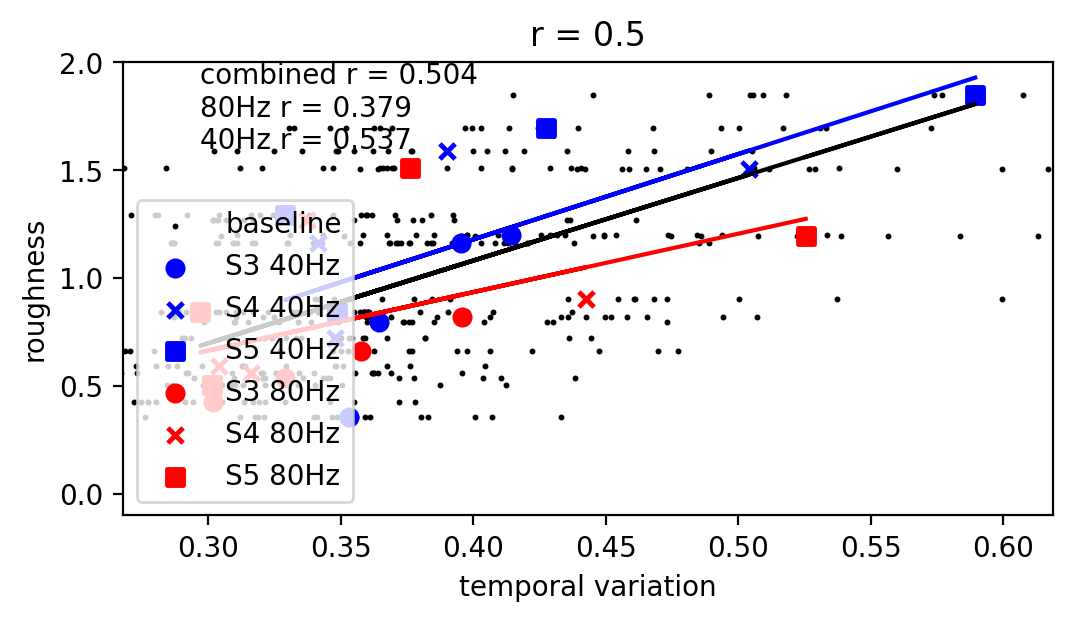 r = 0.5
combined r = 0.504
80Hz r = 0.379
40Hz r = 0.537
2.0
1.5
1.0
0.5
0.0
roughness
baseline
S3 40Hz
S4 40Hz
S5 40Hz
S3 80Hz
S4 80Hz
S5 80Hz
0.30 0.35 0.40 0.45 0.50 0.55 0.60
temporal variation